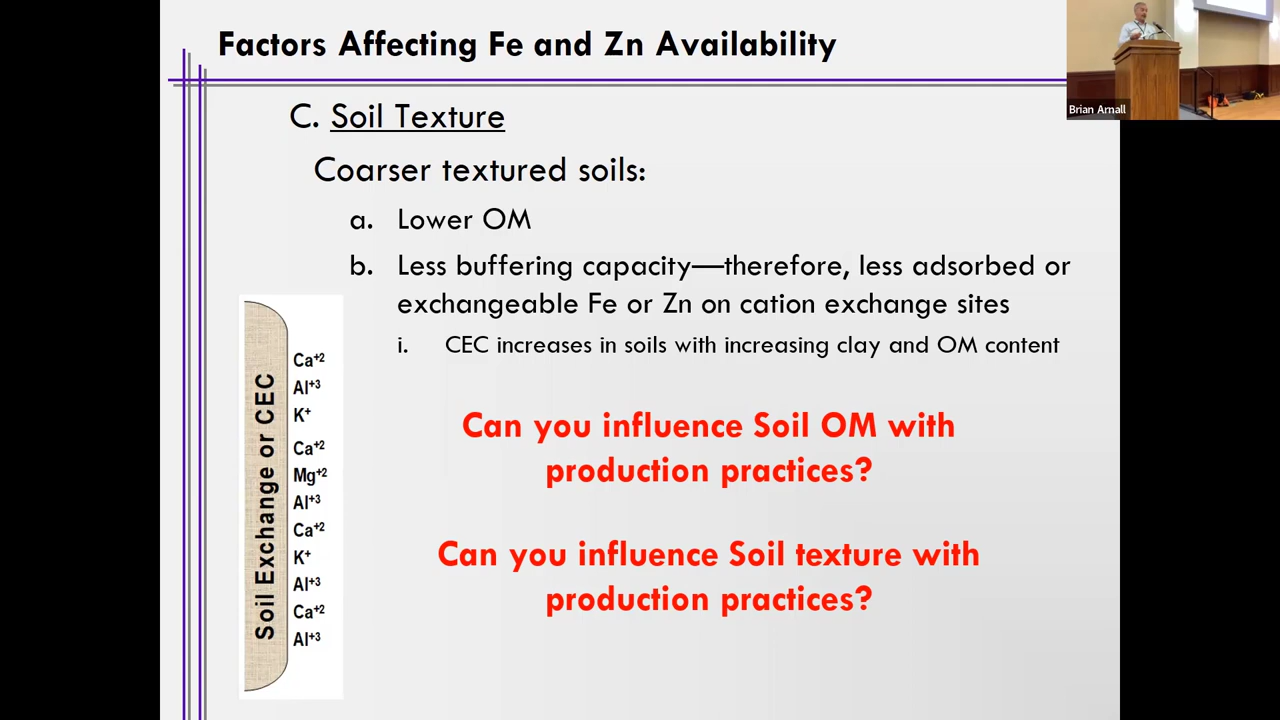 Factors Affecting Fe and Zn Availability
Brian Arnall
C. Soil Texture
Coarser textured soils:
a. Lower OM
b. Less buffering capacity—therefore, less adsorbed or
exchangeable Fe or Zn on cation exchange sites
i. CEC increases in soils with increasing clay and OM content
Soil Exchange or CEC
Ca+2
Al+3
K+
Ca+2
Mg+2
Al+3
Ca+2
K+
Al+3
Ca+2
Al+3
Can you influence Soil OM with
production practices?
Can you influence Soil texture with
production practices?